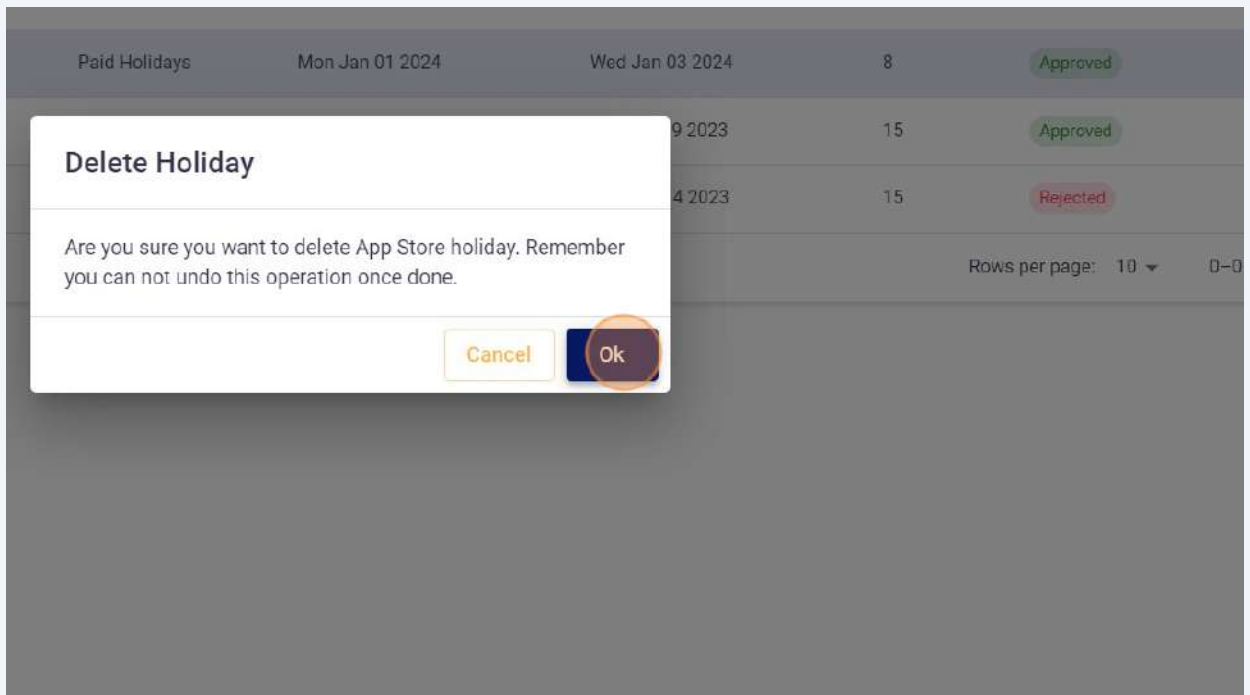 Paid Holidays Mon Jan 01 2024 Wed Jan 03 2024 8 Approved
9 2023 15 Approved
Delete Holiday
4 2023 15 Rejected
Are you sure you want to delete App Store holiday. Remember
you can not undo this operation once done.
Rows per page: 10 0–0
Cancel Ok